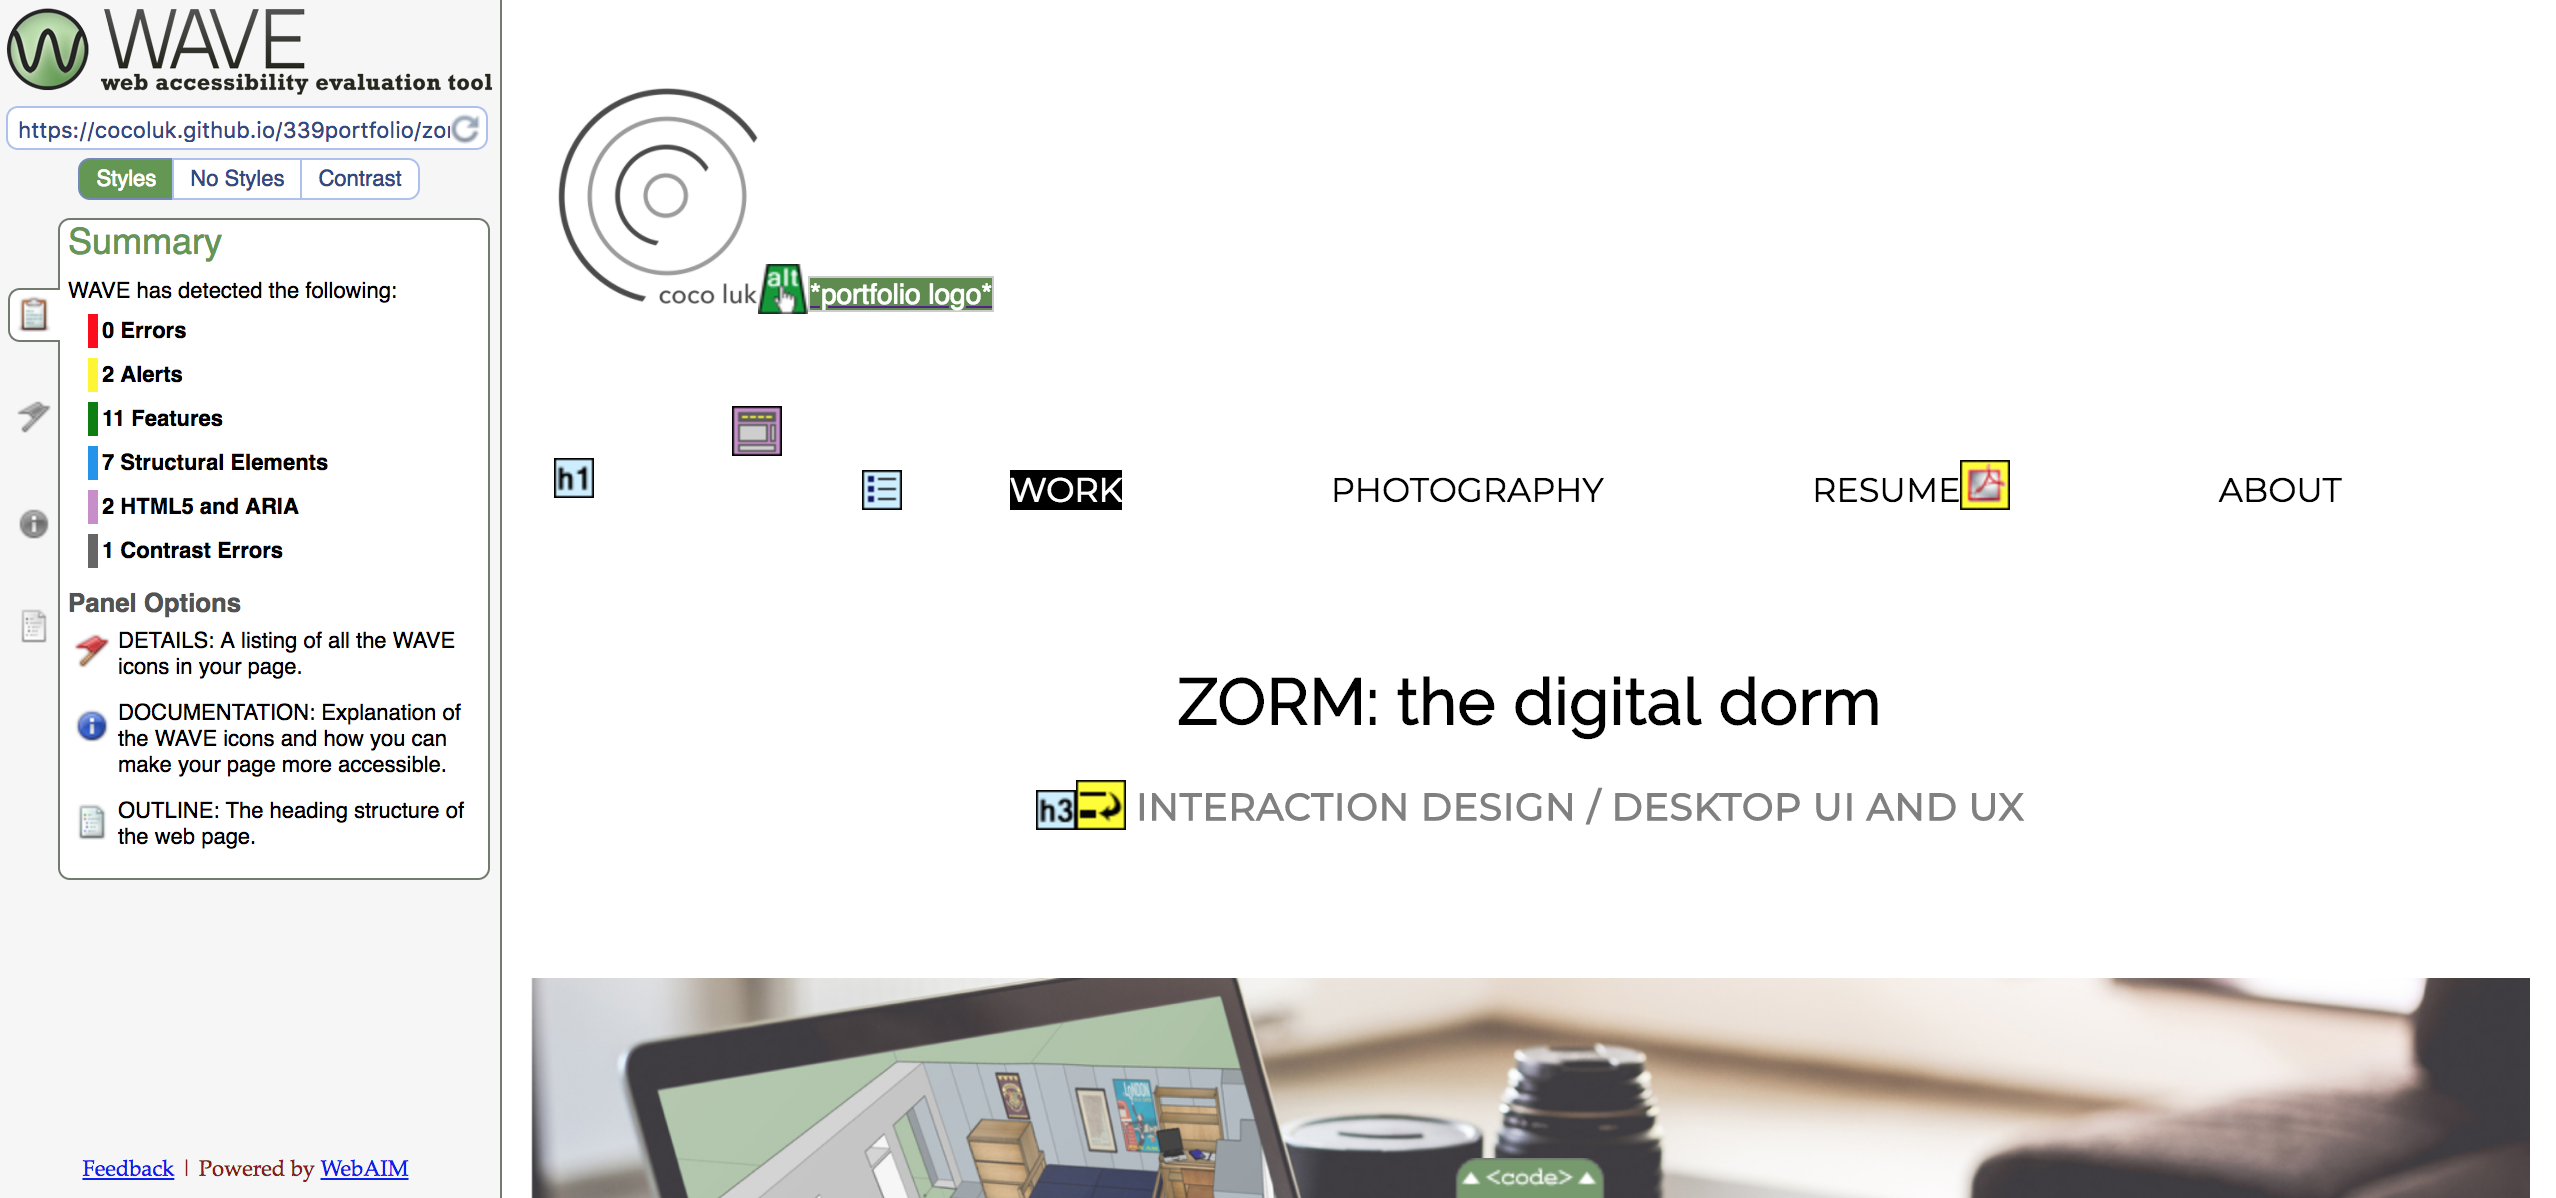 WAVE
web accessibility evaluation tool
https://cocoluk.github.io/339portfolio/zor
Styles No Styles Contrast
Summary
WAVE has detected the following:
0 Errors
2 Alerts
11 Features
7 Structural Elements
2 HTML5 and ARIA
1 Contrast Errors
Panel Options
DETAILS: A listing of all the WAVE
icons in your page.
DOCUMENTATION: Explanation of
the WAVE icons and how you can
make your page more accessible.
OUTLINE: The heading structure of
the web page.
Feedback | Powered by WebAIM
coco luk alt *portfolio logo*
h1
WORK PHOTOGRAPHY RESUME ABOUT
ZORM: the digital dorm
h3 INTERACTION DESIGN / DESKTOP UI AND UX
LONDON
▲ <code> ▲